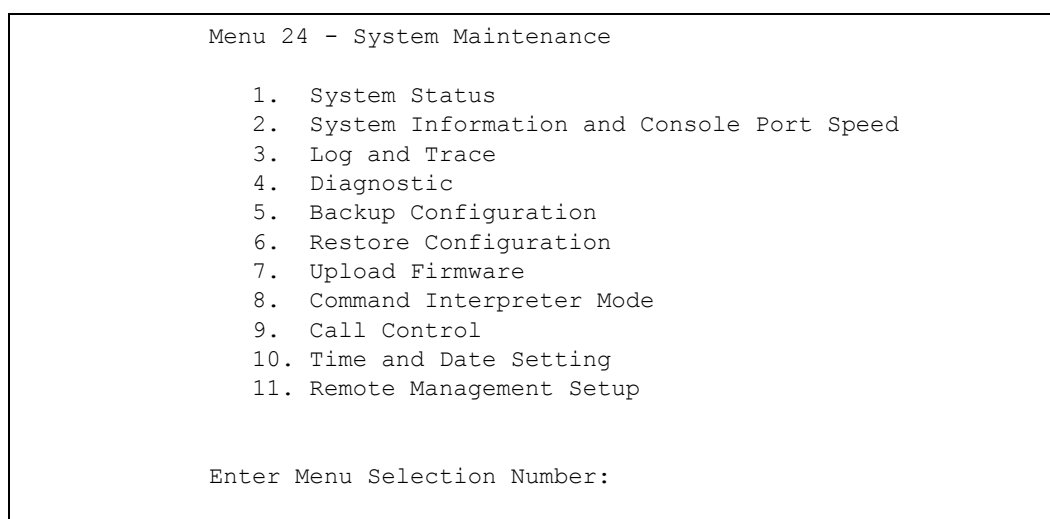 Menu 24 - System Maintenance
1. System Status
2. System Information and Console Port Speed
3. Log and Trace
4. Diagnostic
5. Backup Configuration
6. Restore Configuration
7. Upload Firmware
8. Command Interpreter Mode
9. Call Control
10. Time and Date Setting
11. Remote Management Setup
Enter Menu Selection Number: